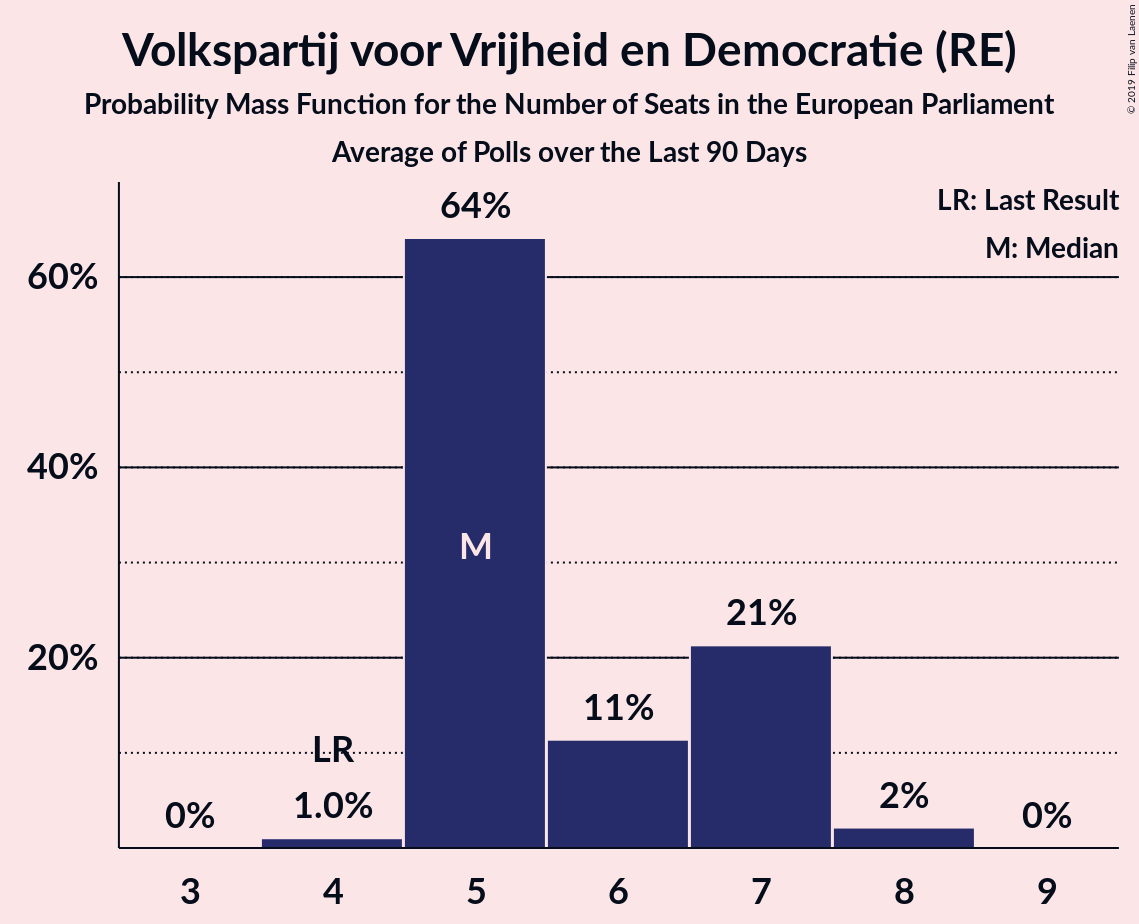 Volkspartij voor Vrijheid en Democratie (RE)
Probability Mass Function for the Number of Seats in the European Parliament
Average of Polls over the Last 90 Days
© 2019 Filip van Laenen
LR: Last Result
M: Median
60%
40%
20%
0%
LR
1.0%
64%
M
11%
21%
2%
0%
3 4 5 6 7 8 9